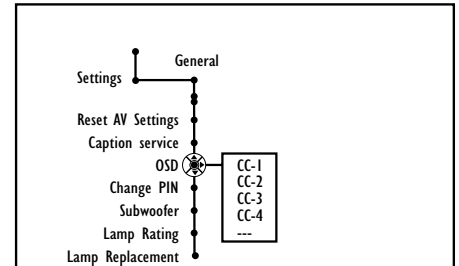 General
Settings
Reset AV Settings
Caption service
OSD
CC-1
CC-2
CC-3
CC-4
---
Change PIN
Subwoofer
Lamp Rating
Lamp Replacement